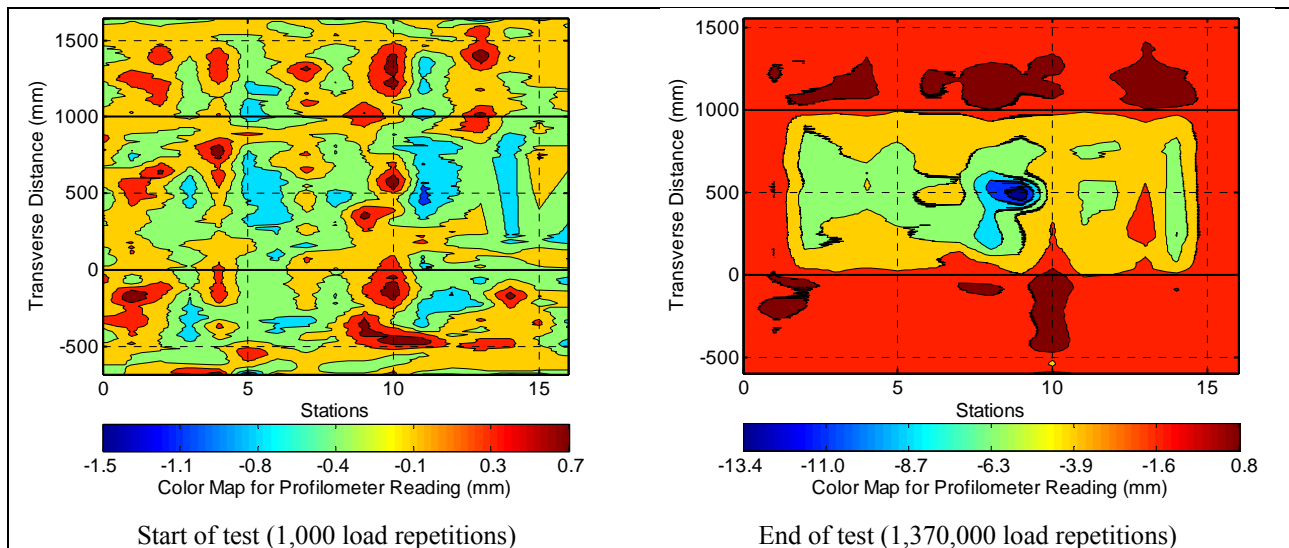 1500
1000
500
0
-500
Transverse Distance (mm)
0 5 10 15
Stations
-1.5 -1.1 -0.8 -0.4 -0.1 0.3 0.7
Color Map for Profilometer Reading (mm)
Start of test (1,000 load repetitions)
1500
1000
500
0
-500
Transverse Distance (mm)
0 5 10 15
Stations
-13.4 -11.0 -8.7 -6.3 -3.9 -1.6 0.8
Color Map for Profilometer Reading (mm)
End of test (1,370,000 load repetitions)